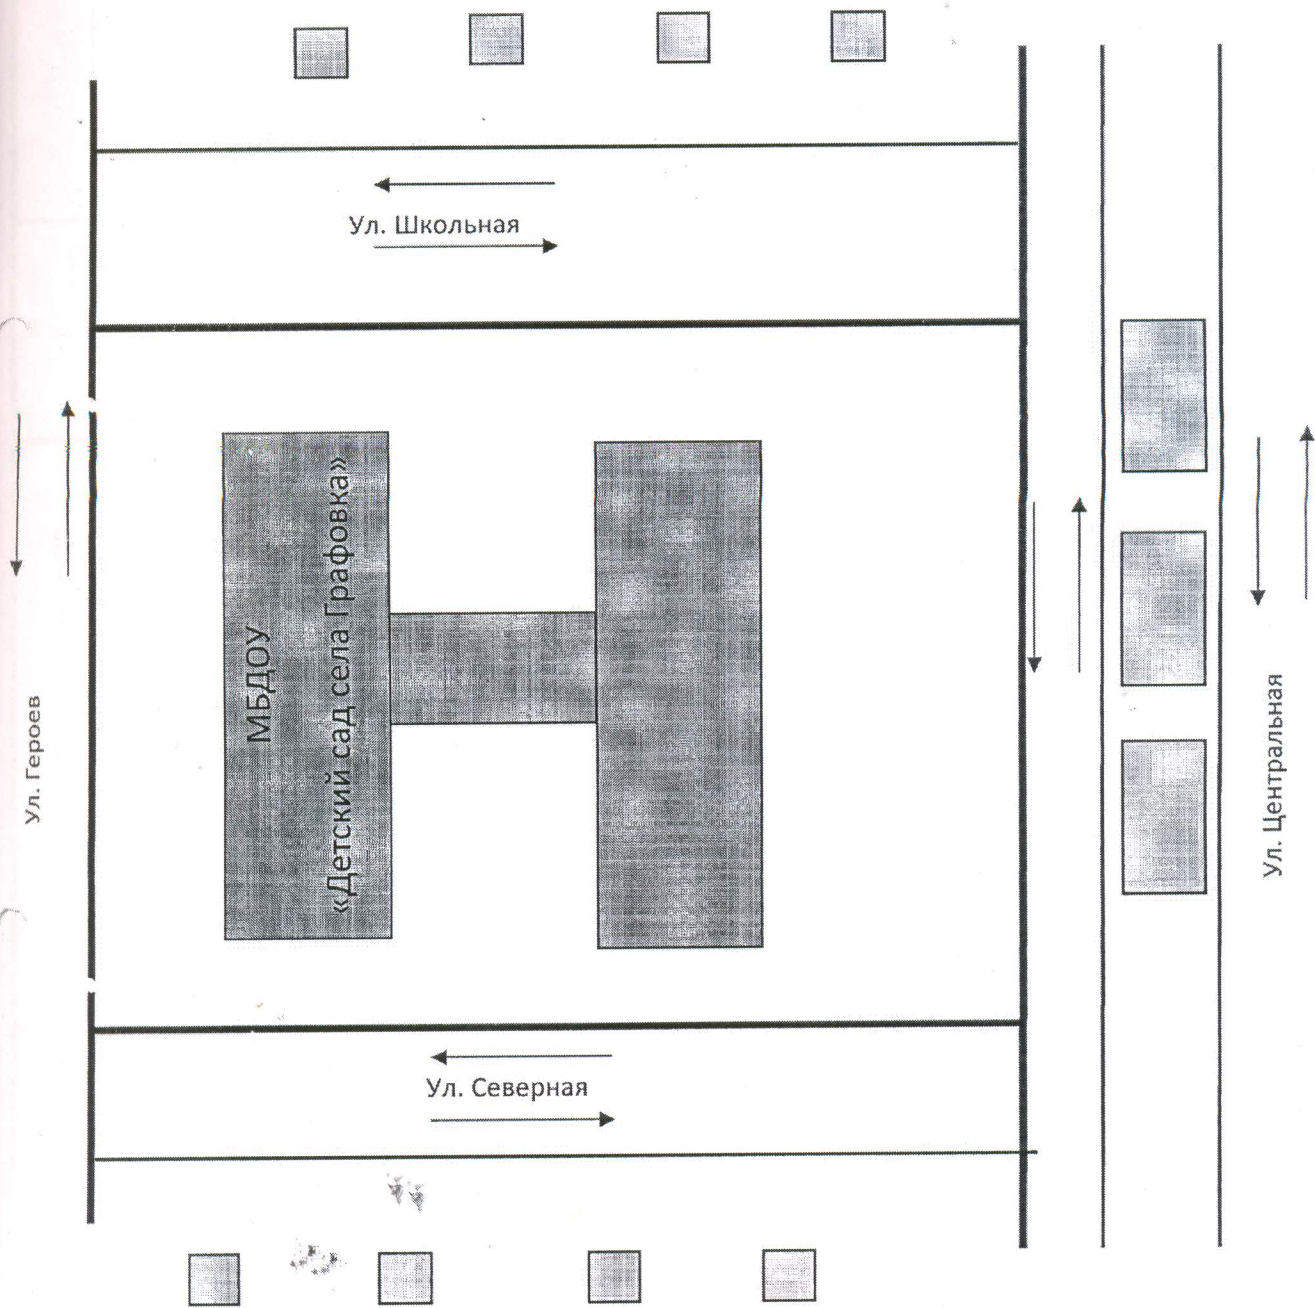 Ул. Школьная
МБДОУ
«Детский сад села Графовка»
Ул. Героев
Ул. Центральная
Ул. Северная